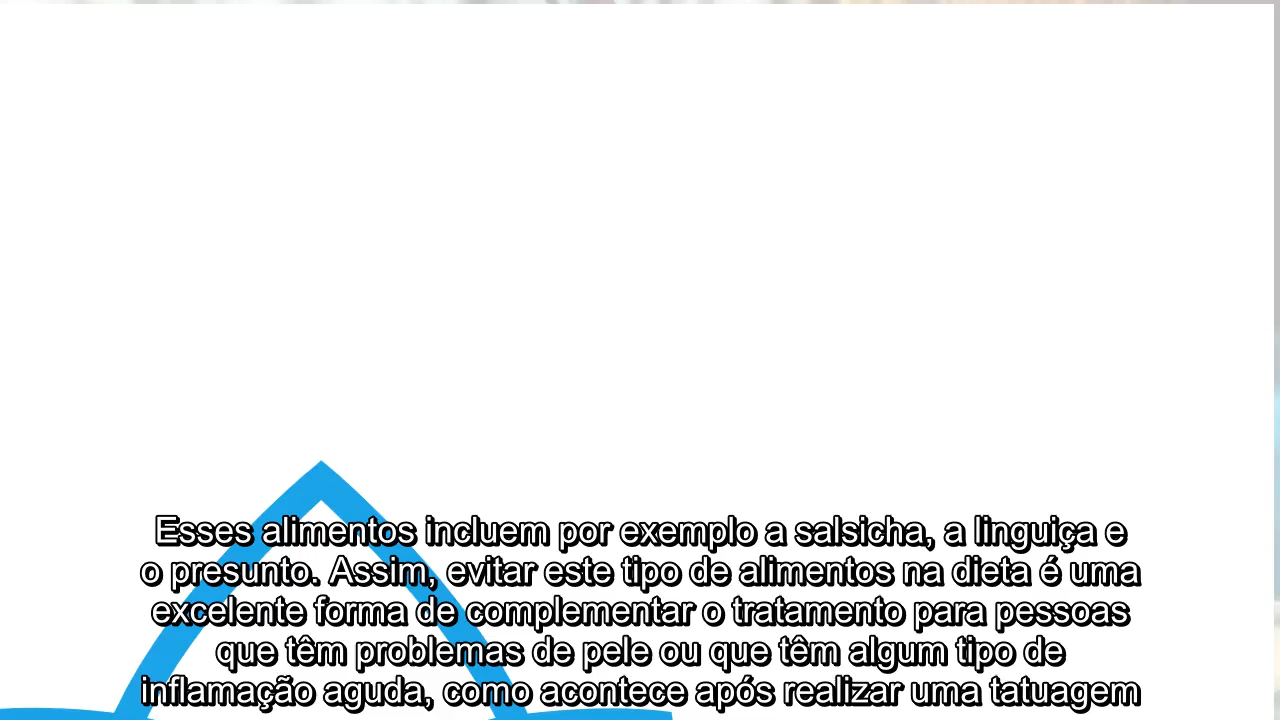 Esses alimentos incluem por exemplo a salsicha, a linguiça e
o presunto. Assim, evitar este tipo de alimentos na dieta é uma
excelente forma de complementar o tratamento para pessoas
que têm problemas de pele ou que têm algum tipo de
inflamação aguda, como acontece após realizar uma tatuagem